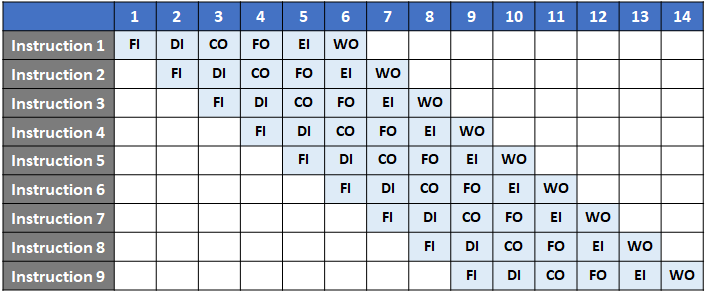 1 2 3 4 5 6 7 8 9 10 11 12 13 14
Instruction 1 FI DI CO FO EI WO
Instruction 2 FI DI CO FO EI WO
Instruction 3 FI DI CO FO EI WO
Instruction 4 FI DI CO FO EI WO
Instruction 5 FI DI CO FO EI WO
Instruction 6 FI DI CO FO EI WO
Instruction 7 FI DI CO FO EI WO
Instruction 8 FI DI CO FO EI WO
Instruction 9 FI DI CO FO EI WO